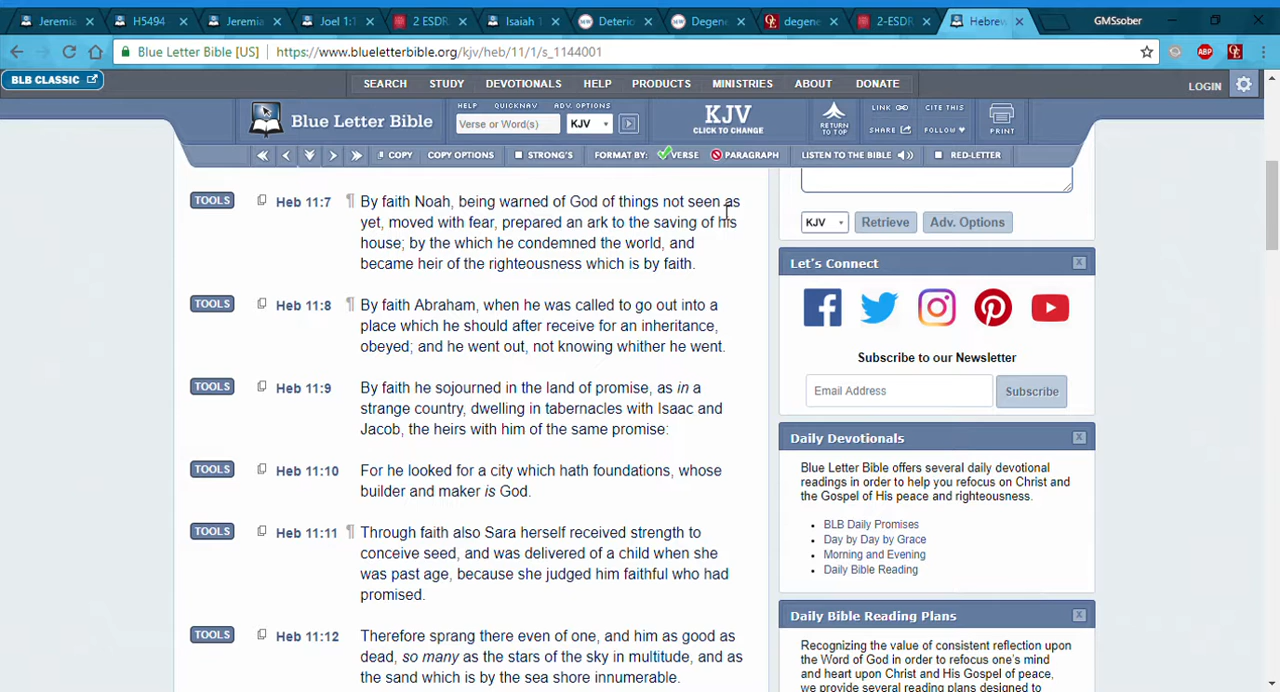 Jeremia
H5494
Jeremia
Joel 1:1
2 ESDR
Isaiah 1
Deterio
Degene
degene
2-ESDR
Hebrew
GMSsober
Blue Letter Bible [US]
https://www.blueletterbible.org/kjv/heb/11/1/s_1144001
BLB CLASSIC
SEARCH STUDY DEVOTIONALS HELP PRODUCTS MINISTRIES ABOUT DONATE
LOGIN
Blue Letter Bible
HELP QUICKNAV ADV. OPTIONS
Verse or Word(s)
KJV
KJV
CLICK TO CHANGE
RETURN
TO TOP
LINK CITE THIS
SHARE FOLLOW
PRINT
COPY COPY OPTIONS STRONG'S FORMAT BY: VERSE PARAGRAPH LISTEN TO THE BIBLE RED-LETTER
TOOLS Heb 11:7 ¶ By faith Noah, being warned of God of things not seen as
yet, moved with fear, prepared an ark to the saving of his
house; by the which he condemned the world, and
became heir of the righteousness which is by faith.
TOOLS Heb 11:8 ¶ By faith Abraham, when he was called to go out into a
place which he should after receive for an inheritance,
obeyed; and he went out, not knowing whither he went.
TOOLS Heb 11:9 By faith he sojourned in the land of promise, as in a
strange country, dwelling in tabernacles with Isaac and
Jacob, the heirs with him of the same promise:
TOOLS Heb 11:10 For he looked for a city which hath foundations, whose
builder and maker is God.
TOOLS Heb 11:11 ¶ Through faith also Sara herself received strength to
conceive seed, and was delivered of a child when she
was past age, because she judged him faithful who had
promised.
TOOLS Heb 11:12 Therefore sprang there even of one, and him as good as
dead, so many as the stars of the sky in multitude, and as
the sand which is by the sea shore innumerable.
KJV Retrieve Adv. Options
Let's Connect
Subscribe to our Newsletter
Email Address Subscribe
Daily Devotionals
Blue Letter Bible offers several daily devotional
readings in order to help you refocus on Christ and
the Gospel of His peace and righteousness.
BLB Daily Promises
Day by Day by Grace
Morning and Evening
Daily Bible Reading
Daily Bible Reading Plans
Recognizing the value of consistent reflection upon
the Word of God in order to refocus one's mind
and heart upon Christ and His Gospel of peace,
we provide several reading plans designed to